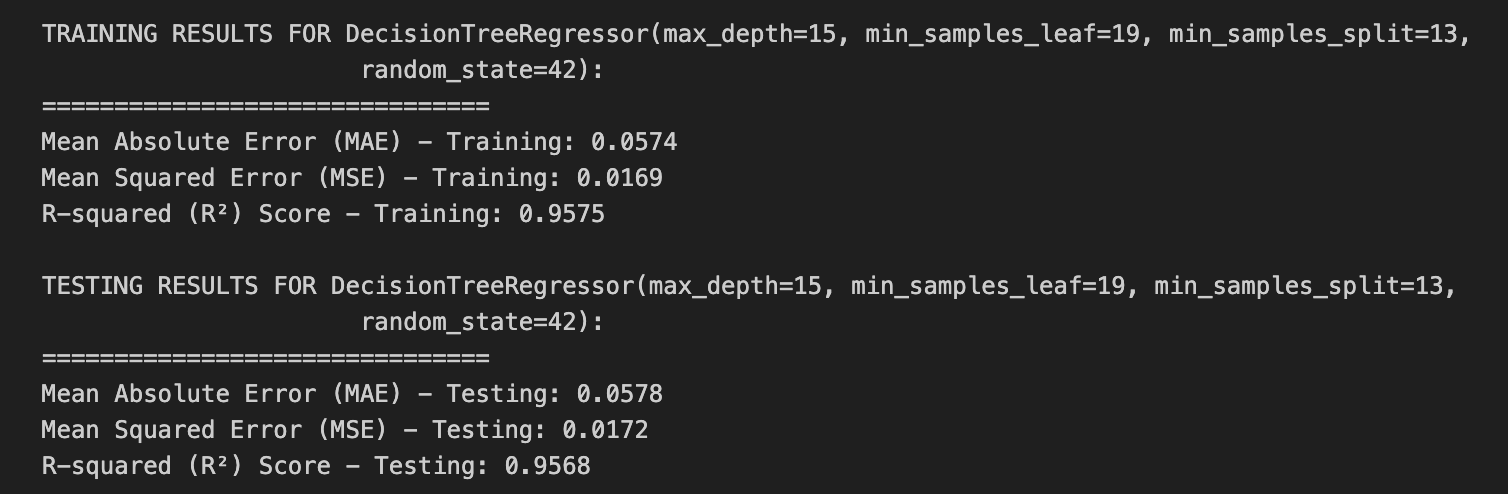 TRAINING RESULTS FOR DecisionTreeRegressor(max_depth=15, min_samples_leaf=19, min_samples_split=13,
random_state=42):
===============================
Mean Absolute Error (MAE) – Training: 0.0574
Mean Squared Error (MSE) – Training: 0.0169
R-squared (R²) Score – Training: 0.9575
TESTING RESULTS FOR DecisionTreeRegressor(max_depth=15, min_samples_leaf=19, min_samples_split=13,
random_state=42):
===============================
Mean Absolute Error (MAE) – Testing: 0.0578
Mean Squared Error (MSE) – Testing: 0.0172
R-squared (R²) Score – Testing: 0.9568